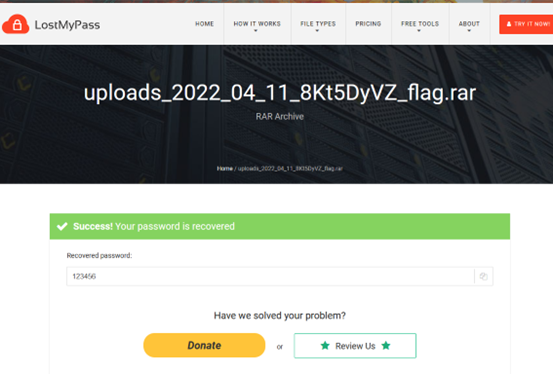 LostMyPass
HOME HOW IT WORKS FILE TYPES PRICING FREE TOOLS ABOUT TRY IT NOW!
uploads_2022_04_11_8Kt5DyVZ_flag.rar
RAR Archive
Home / uploads_2022_04_11_8Kt5DyVZ_flag.rar
Success! Your password is recovered
Recovered password:
123456
Have we solved your problem?
Donate or Review Us